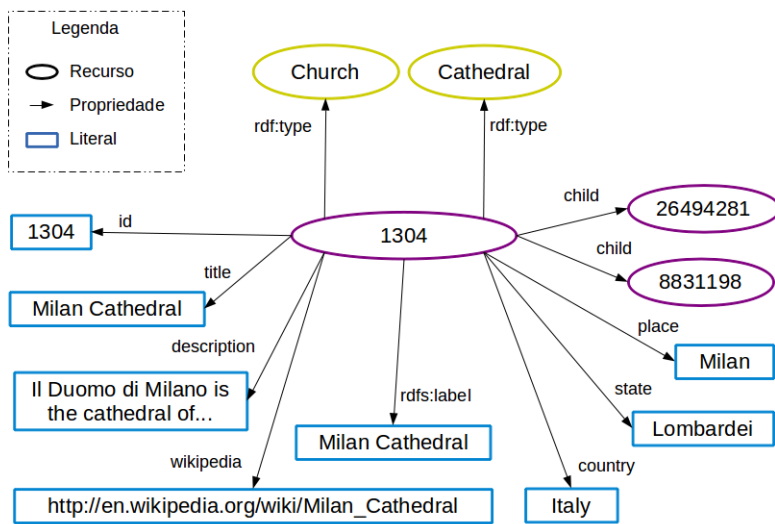 Legenda
Recurso
Propriedade
Literal
Church
Cathedral
rdf:type
rdf:type
child
26494281
1304
id
1304
child
8831198
title
Milan Cathedral
place
Milan
description
Il Duomo di Milano is
the cathedral of...
rdfs:label
Milan Cathedral
state
Lombardei
wikipedia
http://en.wikipedia.org/wiki/Milan_Cathedral
country
Italy